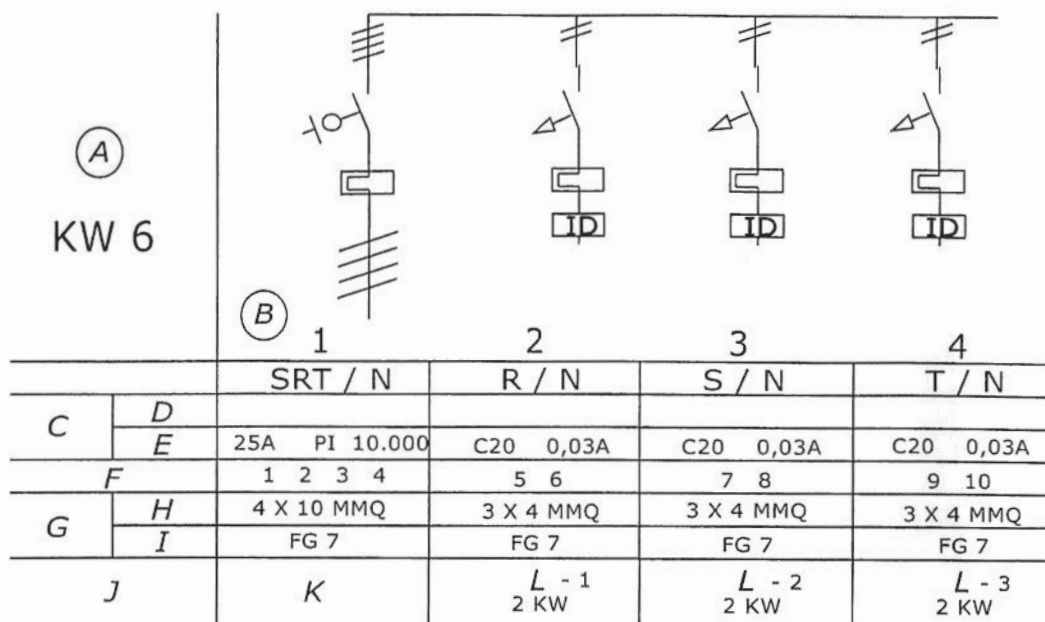 A
KW 6
ID ID ID
B
1 2 3 4
SRT / N R / N S / N T / N
C D
E 25A PI 10.000 C20 0,03A C20 0,03A C20 0,03A
F 1 2 3 4 5 6 7 8 9 10
G H 4 X 10 MMQ 3 X 4 MMQ 3 X 4 MMQ 3 X 4 MMQ
I FG 7 FG 7 FG 7 FG 7
J K L - 1 L - 2 L - 3
2 KW 2 KW 2 KW